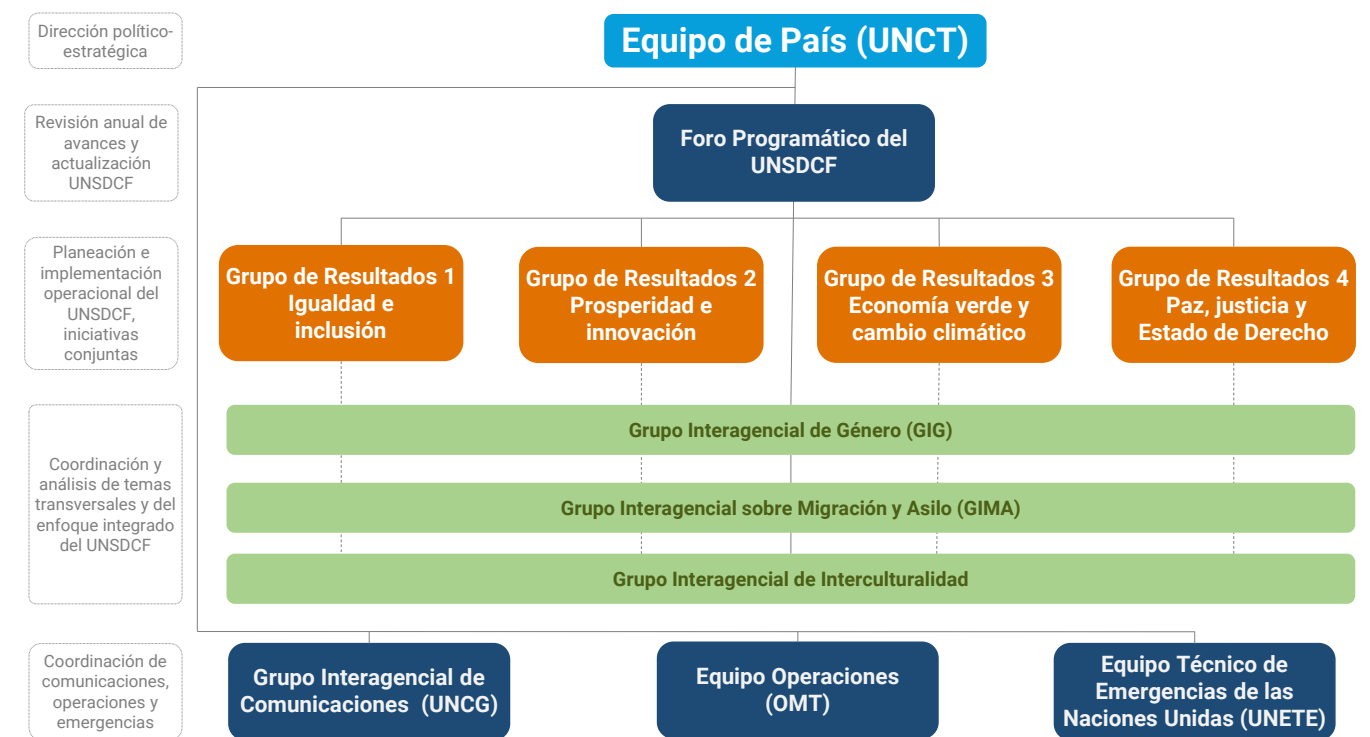 Dirección político-
estratégica
Equipo de País (UNCT)
Revisión anual de
avances y
actualización
UNSDCF
Foro Programático del
UNSDCF
Planeación e
implementación
operacional del
UNSDCF,
iniciativas
conjuntas
Grupo de Resultados 1
Igualdad e
inclusión
Grupo de Resultados 2
Prosperidad e
innovación
Grupo de Resultados 3
Economía verde y
cambio climático
Grupo de Resultados 4
Paz, justicia y
Estado de Derecho
Coordinación y
análisis de temas
transversales y del
enfoque integrado
del UNSDCF
Grupo Interagencial de Género (GIG)
Grupo Interagencial sobre Migración y Asilo (GIMA)
Grupo Interagencial de Interculturalidad
Coordinación de
comunicaciones,
operaciones y
emergencias
Grupo Interagencial de
Comunicaciones (UNCG)
Equipo Operaciones
(OMT)
Equipo Técnico de
Emergencias de las
Naciones Unidas (UNETE)